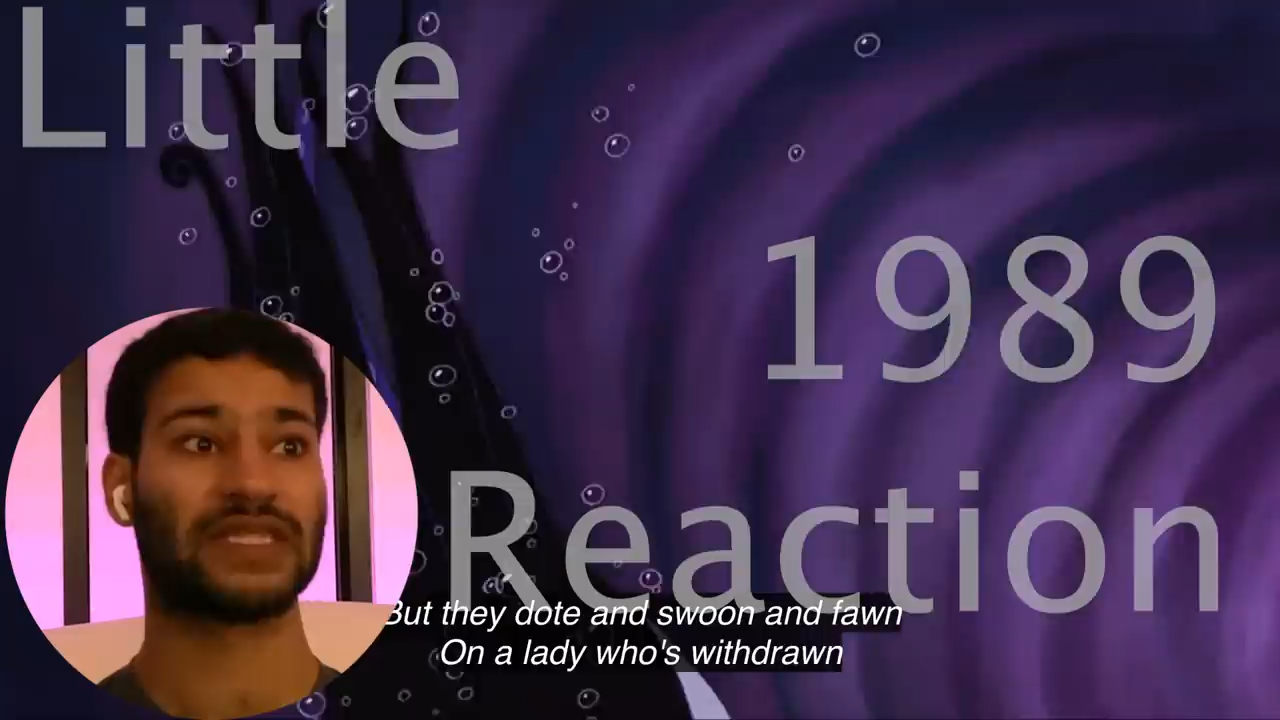 Little
1989
Reaction
But they dote and swoon and fawn
On a lady who's withdrawn